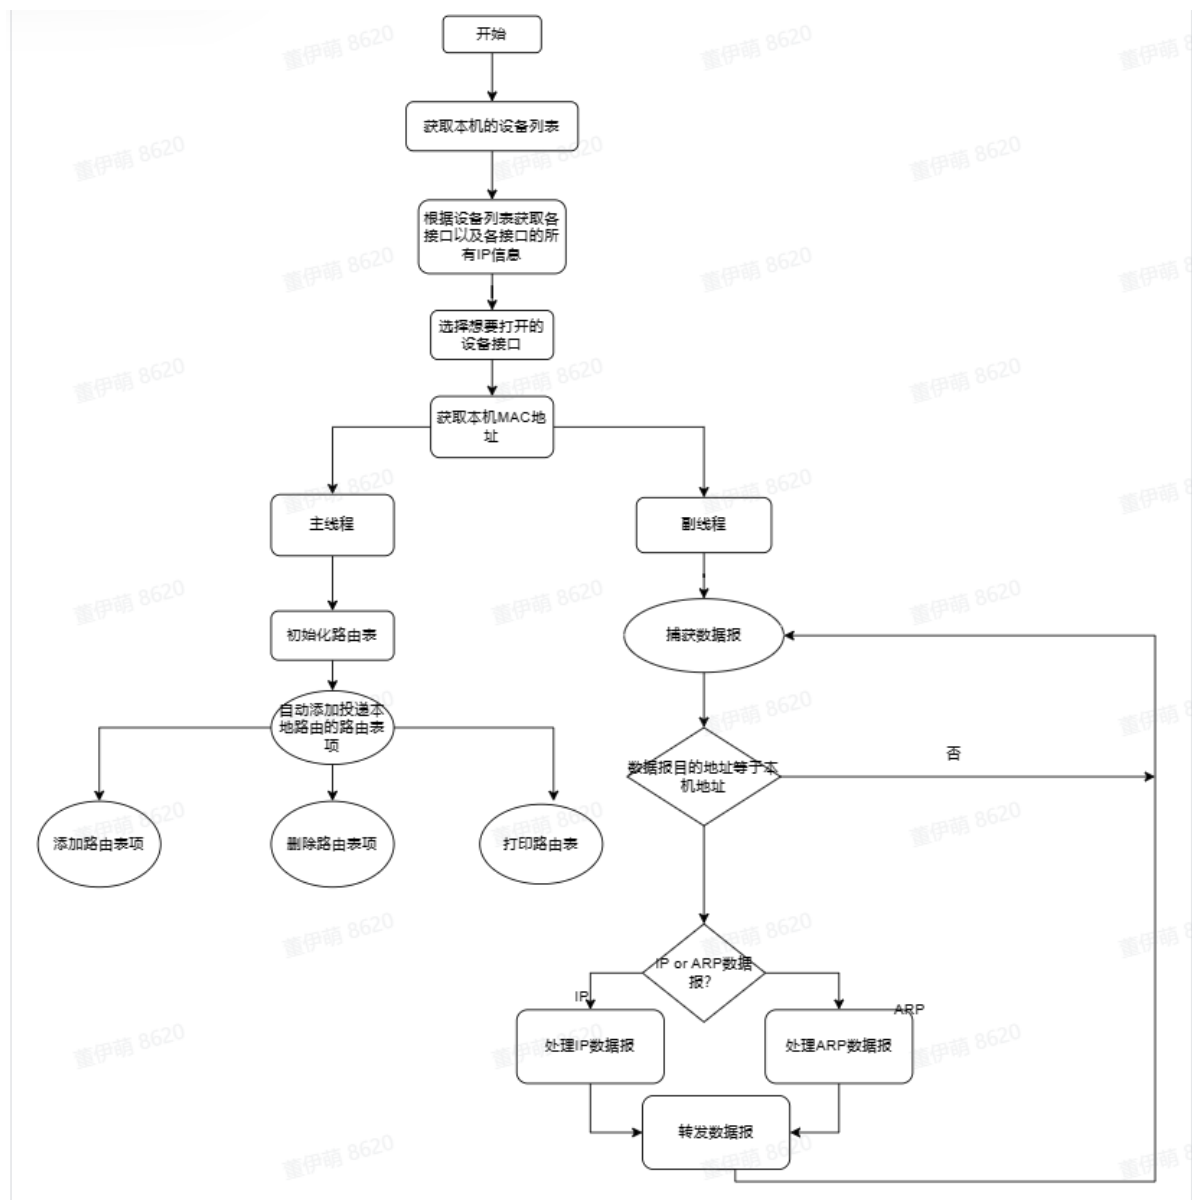 开始
获取本机的设备列表
根据设备列表获取各
接口以及各接口的所
有IP信息
选择想要打开的
设备接口
获取本机MAC地
址
主线程
副线程
初始化路由表
捕获数据报
自动添加投递本
地路由的路由表
项
数据报目的地址等于本
机地址
否
添加路由表项
删除路由表项
打印路由表
IP or ARP数据
报?
IP
ARP
处理IP数据报
处理ARP数据报
转发数据报
董伊萌 8620